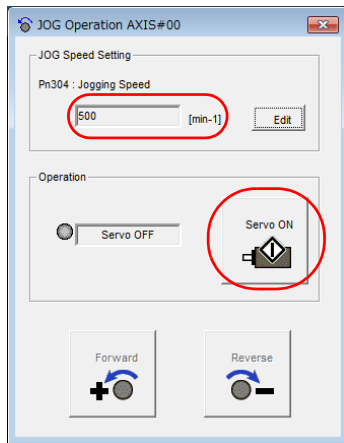 JOG Operation AXIS#00
JOG Speed Setting
Pn304 : Jogging Speed
500 [min-1] Edit
Operation
Servo OFF
Servo ON
Forward Reverse